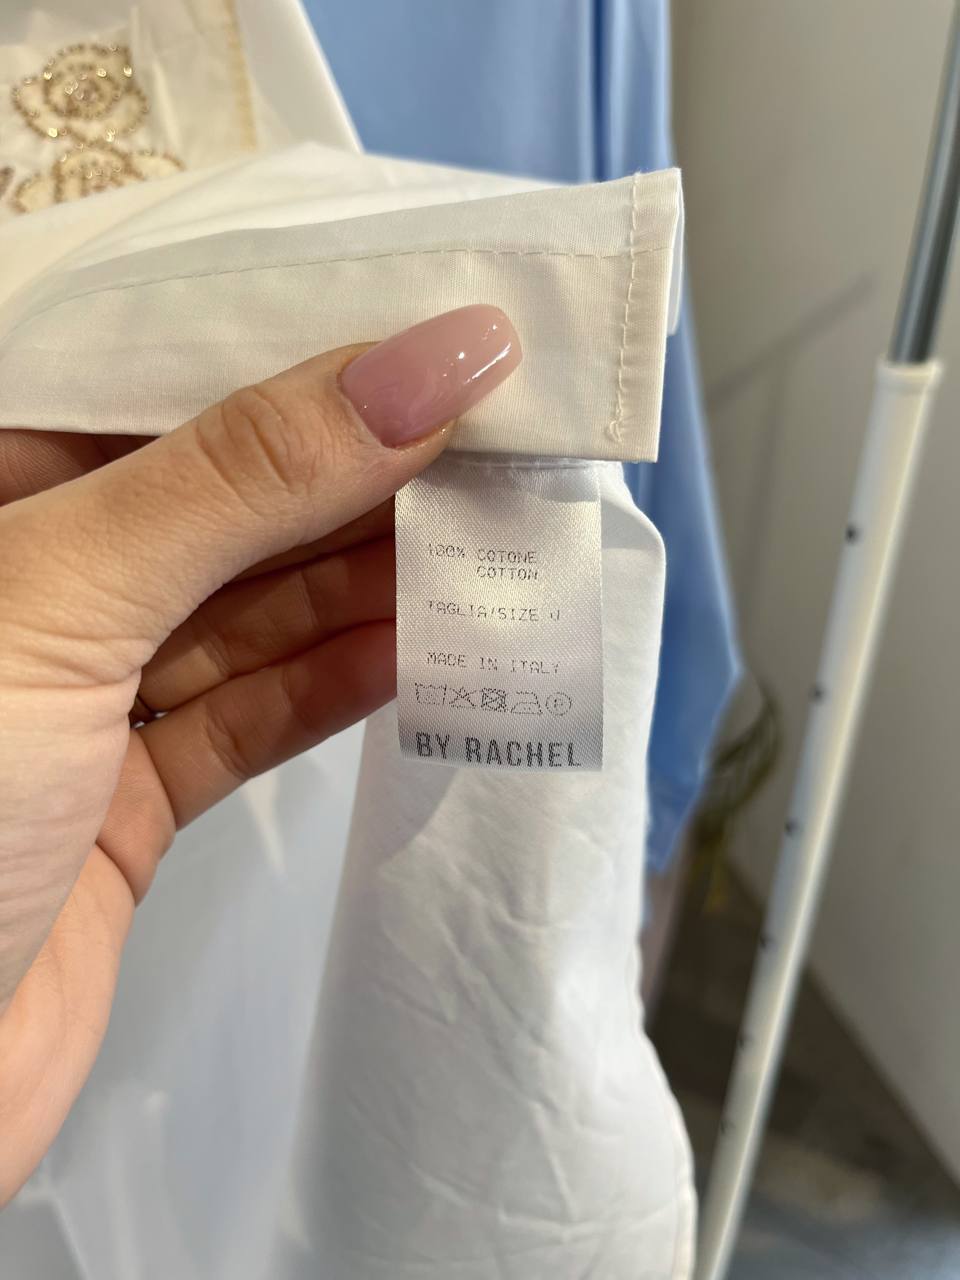 100% COTONE
COTTON
TAGLIA/SIZE U
MADE IN ITALY
P
BY RACHEL